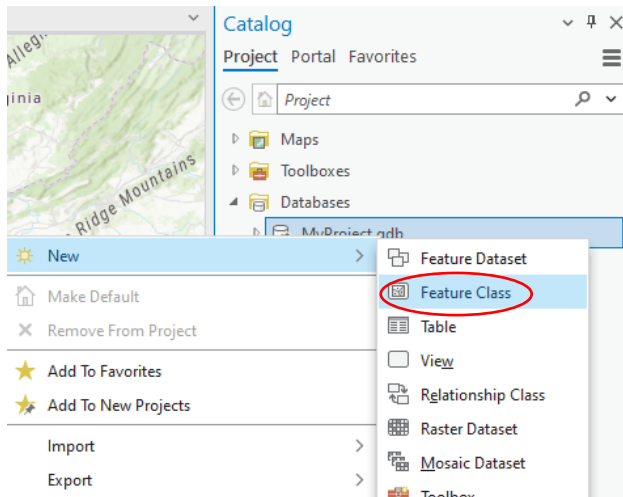 Catalog
Allegh
Project Portal Favorites
inia
Project
Maps
Ridge Mountains
Toolboxes
Databases
MyProject.gdb
New
Feature Dataset
Make Default
Feature Class
Remove From Project
Table
Add To Favorites
View
Add To New Projects
Relationship Class
Raster Dataset
Import
Mosaic Dataset
Export
Toolbox